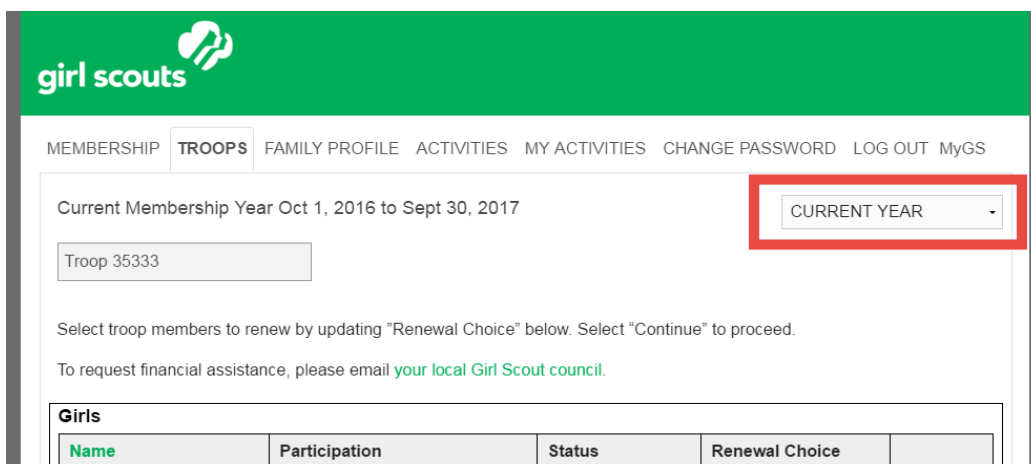 girl scouts
MEMBERSHIP TROOPS FAMILY PROFILE ACTIVITIES MY ACTIVITIES CHANGE PASSWORD LOG OUT MyGS
Current Membership Year Oct 1, 2016 to Sept 30, 2017
CURRENT YEAR
Troop 35333
Select troop members to renew by updating ”Renewal Choice” below. Select “Continue” to proceed.
To request financial assistance, please email your local Girl Scout council.
Girls
Name Participation Status Renewal Choice